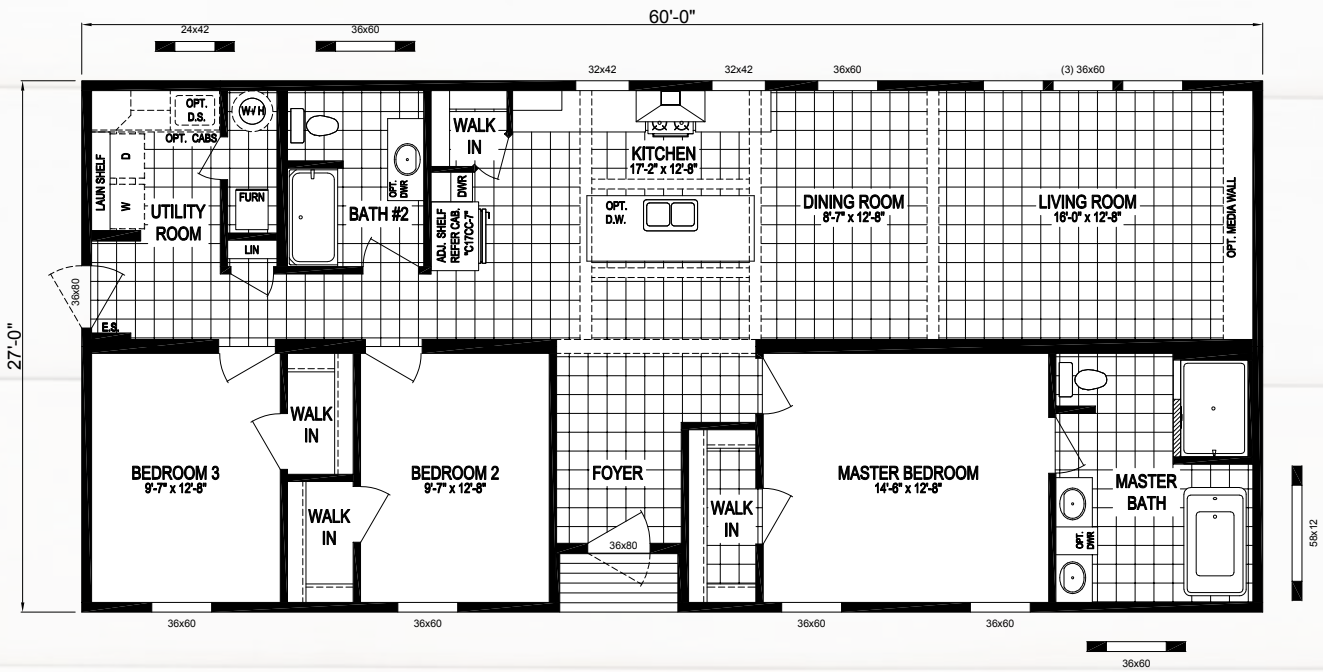 60'-0"
24x42
36x60
32x42
32x42
36x60
(3) 36x60
27'-0"
OPT.
D.S.
OPT. CABS
W/H
LAUN SHELF
D
W
UTILITY
ROOM
FURN
LIN
36x80
E.S.
BATH #2
OPT.
DWR
WALK
IN
DWR
ADJ. SHELF
REFER CAB.
"C17CC-7"
KITCHEN
17'-2" x 12'-8"
OPT.
D.W.
DINING ROOM
8'-7" x 12'-8"
LIVING ROOM
16'-0" x 12'-8"
OPT. MEDIA WALL
BEDROOM 3
9'-7" x 12'-8"
WALK
IN
WALK
IN
BEDROOM 2
9'-7" x 12'-8"
FOYER
36x80
WALK
IN
MASTER BEDROOM
14'-6" x 12'-8"
MASTER
BATH
OPT.
DWR
58x12
36x60
36x60
36x60
36x60
36x60